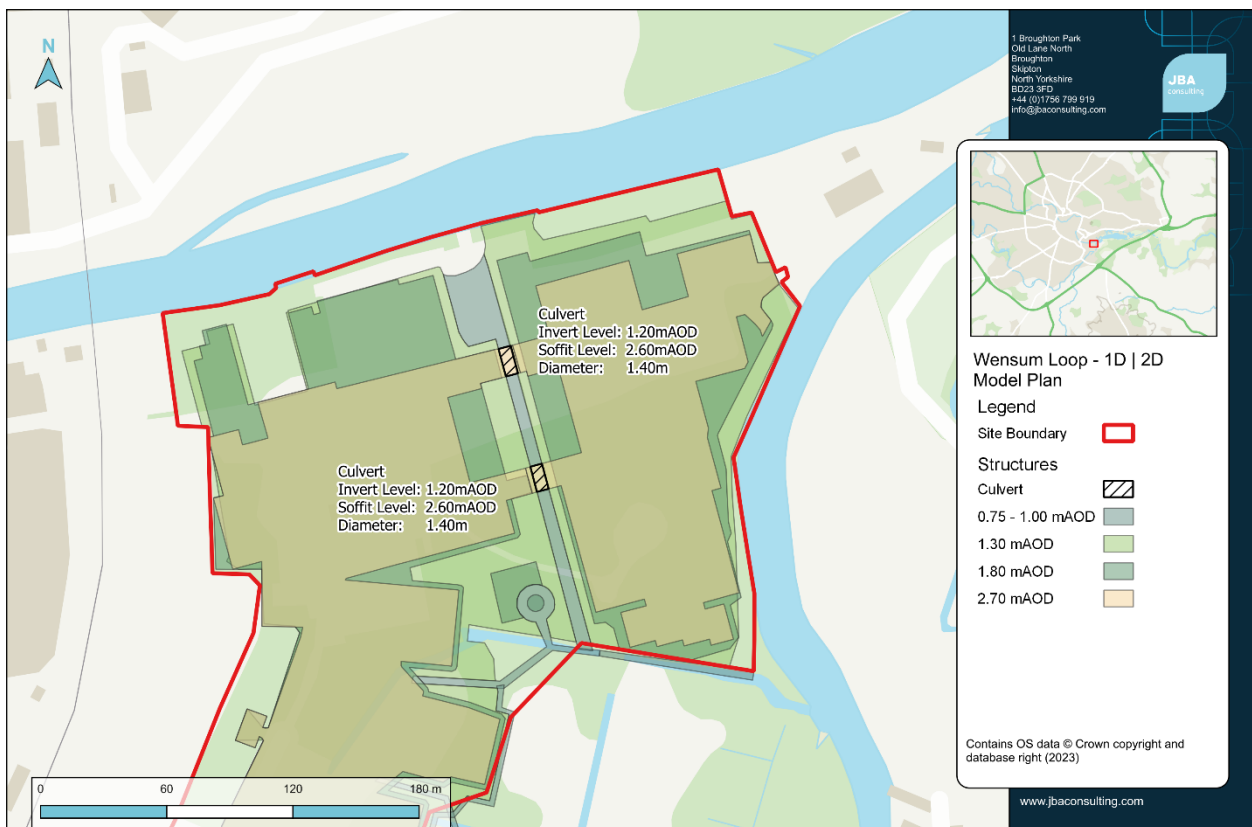 N
1 Broughton Park
Old Lane North
Broughton
Skipton
North Yorkshire
BD23 3FD
+44 (0)1756 799 919
info@jbaconsulting.com
JBA
consulting
Culvert
Invert Level: 1.20mAOD
Soffit Level: 2.60mAOD
Diameter: 1.40m
Culvert
Invert Level: 1.20mAOD
Soffit Level: 2.60mAOD
Diameter: 1.40m
Wensum Loop - 1D | 2D
Model Plan
Legend
Site Boundary
Structures
Culvert
0.75 - 1.00 mAOD
1.30 mAOD
1.80 mAOD
2.70 mAOD
Contains OS data © Crown copyright and
database right (2023)
www.jbaconsulting.com
0 60 120 180 m